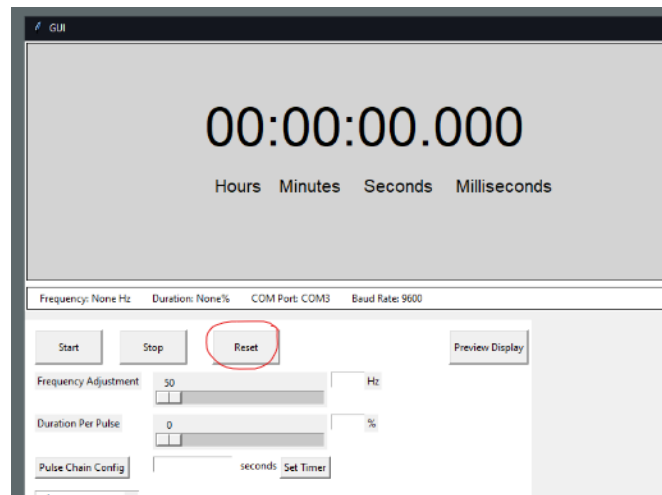 GUI
00:00:00.000
Hours Minutes Seconds Milliseconds
Frequency: None Hz Duration: None% COM Port: COM3 Baud Rate: 9600
Start Stop Reset Preview Display
Frequency Adjustment 50 Hz
Duration Per Pulse 0 %
Pulse Chain Config seconds Set Timer